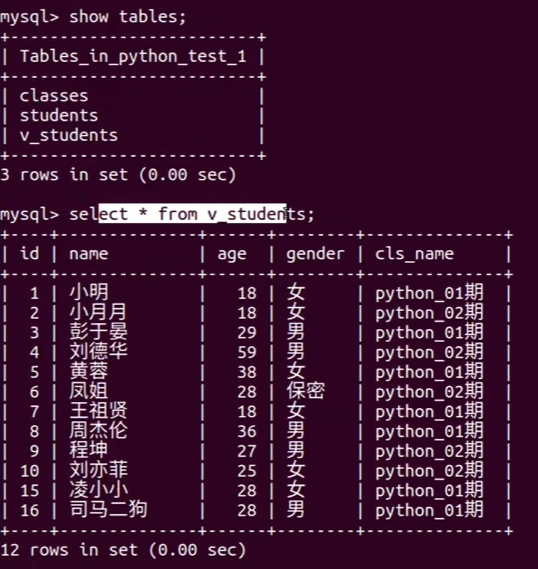 mysql> show tables;
+-------------------------+
| Tables_in_python_test_1 |
+-------------------------+
| classes                 |
| students                |
| v_students              |
+-------------------------+
3 rows in set (0.00 sec)
mysql> select * from v_students;
+----+--------------+------+--------+--------------+
| id | name | age | gender | cls_name |
+----+--------------+------+--------+--------------+
| 1 | 小明 | 18 | 女 | python_01期 |
| 2 | 小月月 | 18 | 女 | python_02期 |
| 3 | 彭于晏 | 29 | 男 | python_01期 |
| 4 | 刘德华 | 59 | 男 | python_02期 |
| 5 | 黄蓉 | 38 | 女 | python_01期 |
| 6 | 凤姐 | 28 | 保密 | python_02期 |
| 7 | 王祖贤 | 18 | 女 | python_01期 |
| 8 | 周杰伦 | 36 | 男 | python_01期 |
| 9 | 程坤 | 27 | 男 | python_02期 |
| 10 | 刘亦菲 | 25 | 女 | python_02期 |
| 15 | 凌小小 | 28 | 女 | python_01期 |
| 16 | 司马二狗 | 28 | 男 | python_01期 |
+----+--------------+------+--------+--------------+
12 rows in set (0.00 sec)